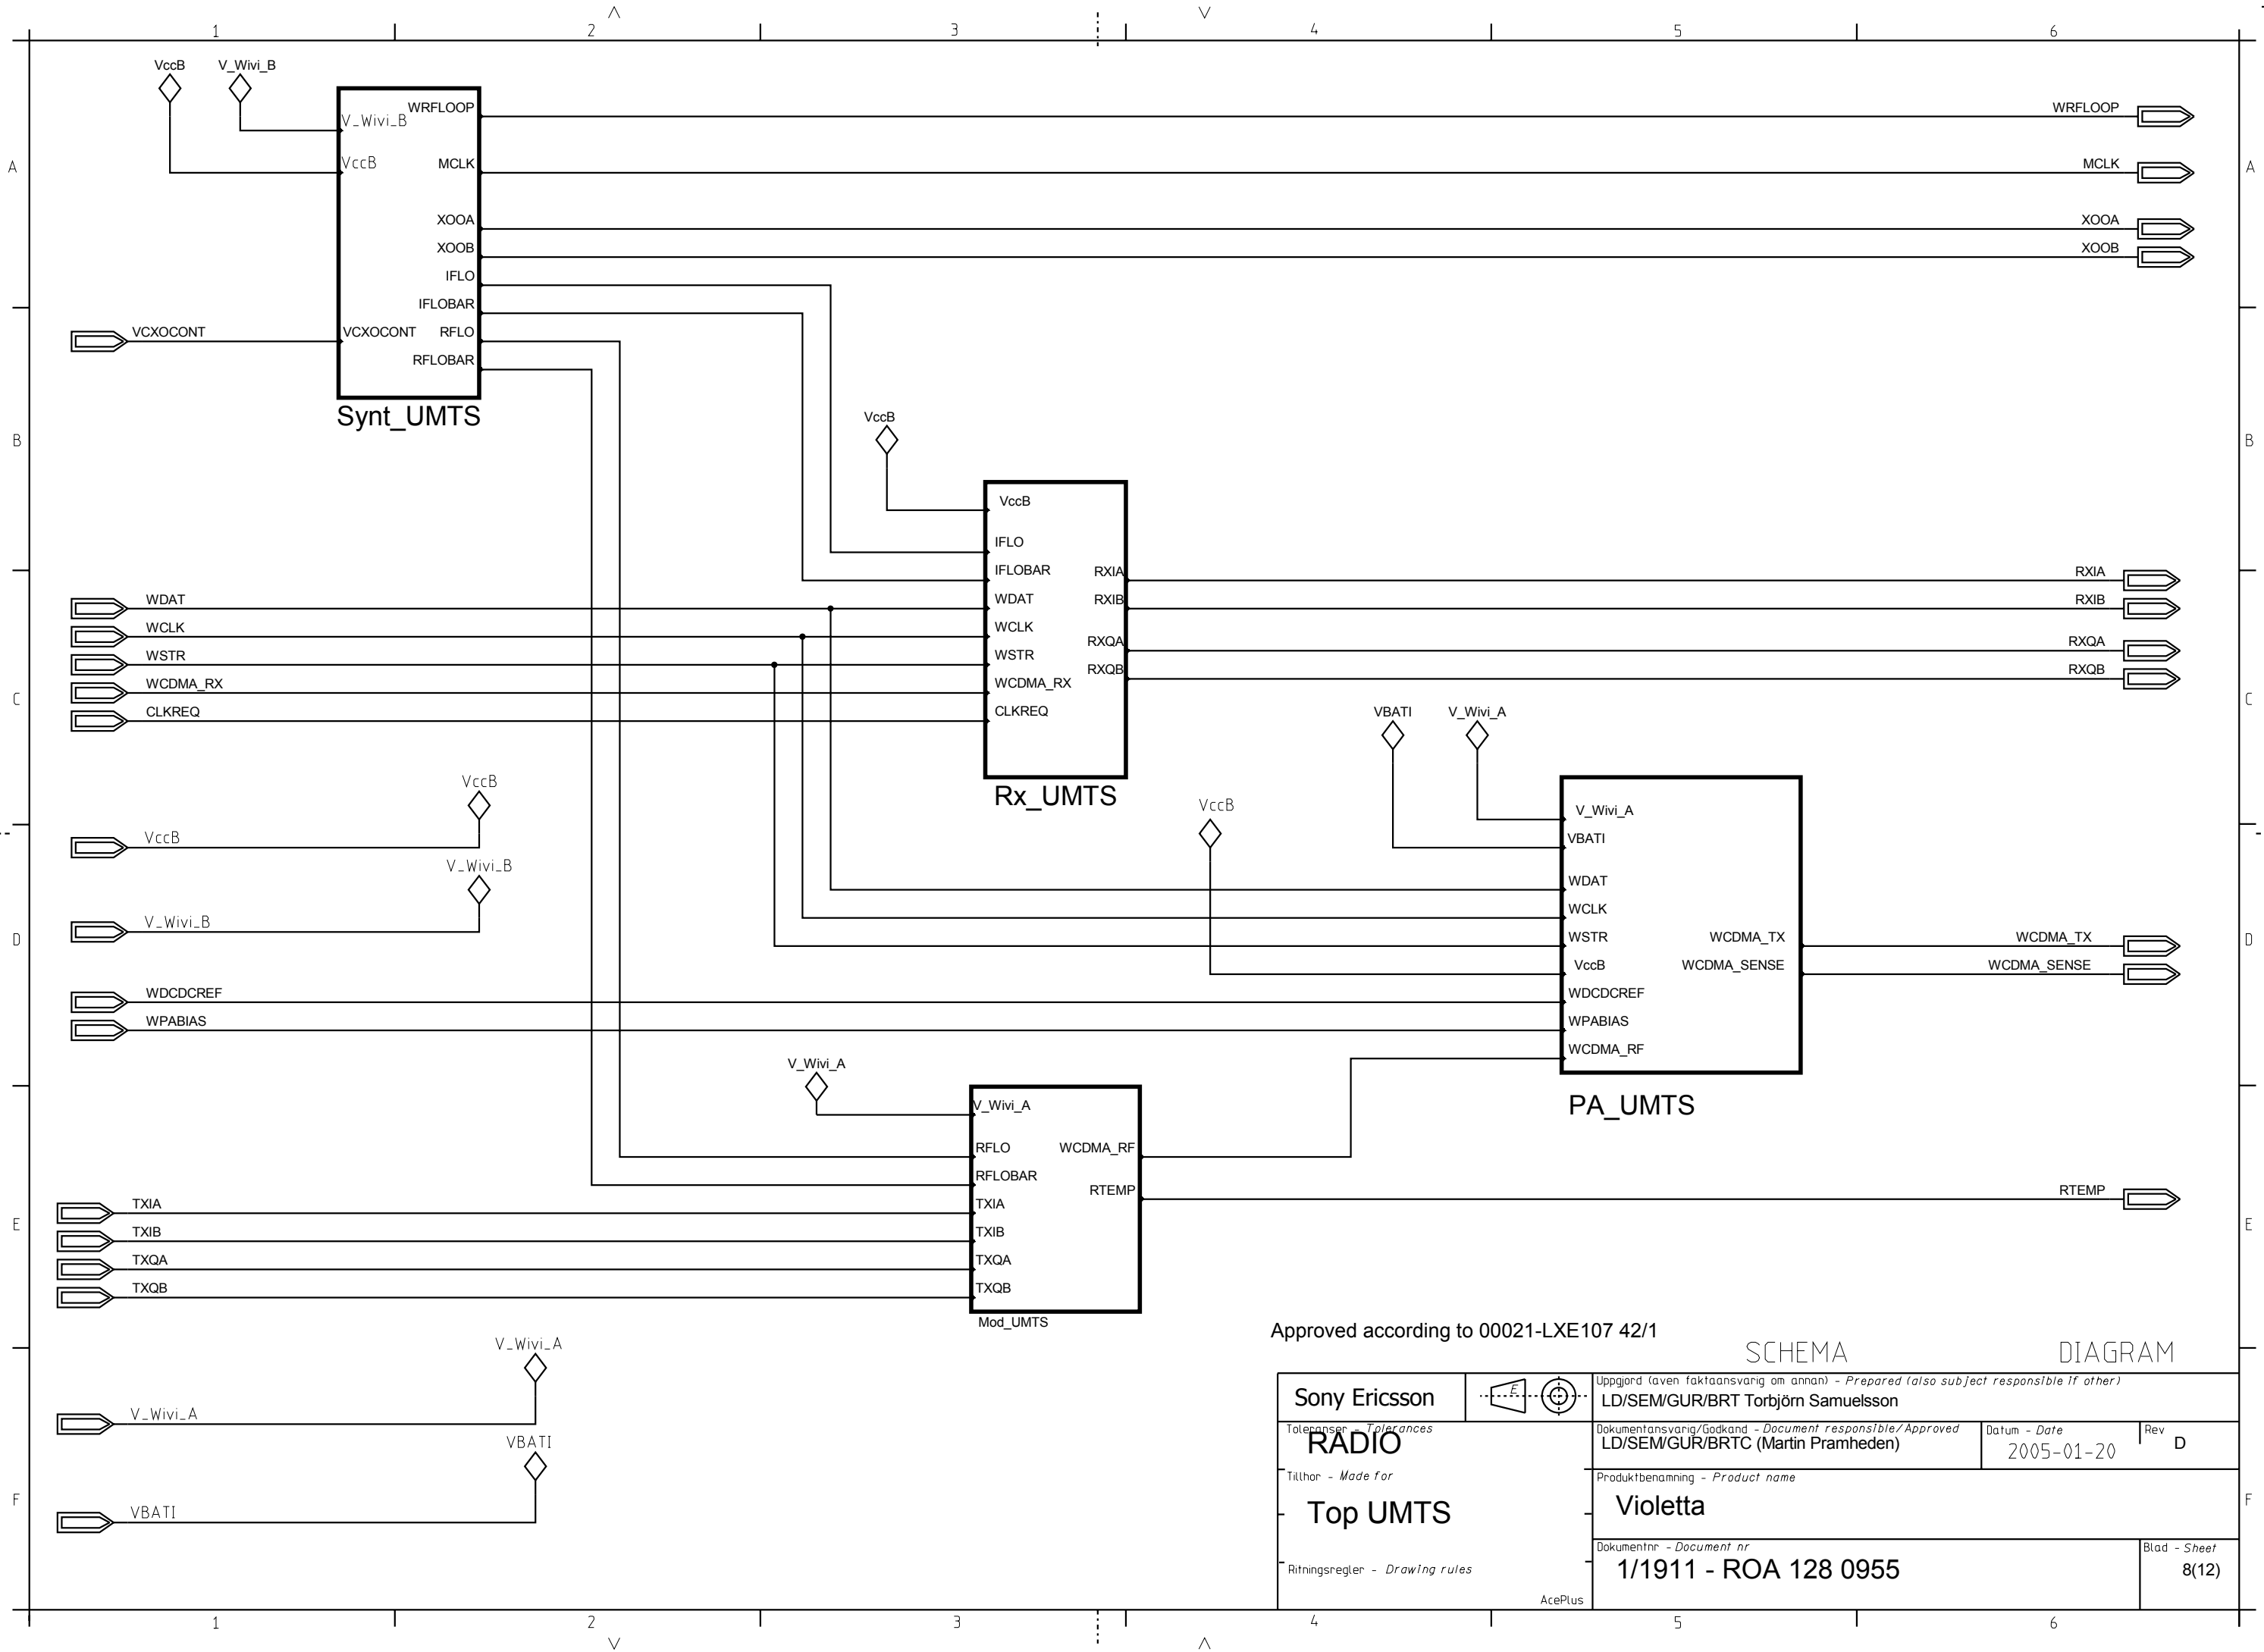 1 2 3 4 5 6
VccB V_Wivi_B
WRFLOOP
V_Wivi_B
WRFLOOP
A
VccB
MCLK
MCLK
A
XOOA
XOOA
XOOB
XOOB
IFLO
IFLOBAR
VCXOCONT
VCXOCONT RFLO
RFLOBAR
Synt_UMTS
VccB
B
B
VccB
IFLO
IFLOBAR
RXIA
RXIA
WDAT
WDAT
RXIB
RXIB
WCLK
WCLK
RXQA
RXQA
WSTR
WSTR
RXQB
RXQB
WCDMA_RX
WCDMA_RX
C
C
CLKREQ
CLKREQ
VBATI V_Wivi_A
VccB
Rx_UMTS
VccB
V_Wivi_A
VccB
VBATI
V_Wivi_B
WDAT
V_Wivi_B
WCLK
D
WSTR
WCDMA_TX
WCDMA_TX
D
VccB
WCDMA_SENSE
WCDMA_SENSE
WDCDCREF
WDCDCREF
WPABIAS
WPABIAS
WCDMA_RF
V_Wivi_A
V_Wivi_A
PA_UMTS
RFLO
WCDMA_RF
RFLOBAR
RTEMP
RTEMP
TXIA
TXIA
E
E
TXIB
TXIB
TXQA
TXQA
TXQB
TXQB
Mod_UMTS
Approved according to 00021-LXE107 42/1
V_Wivi_A
SCHEMA DIAGRAM
Sony Ericsson
E
Uppgjord (aven faktaansvarig om annan) - Prepared (also subject responsible if other)
LD/SEM/GUR/BRT Torbjörn Samuelsson
V_Wivi_A
Toleranser - Tolerances
RADIO
Dokumentansvarig/Godkand - Document responsible/Approved
LD/SEM/GUR/BRTC (Martin Pramheden)
Datum - Date
2005-01-20
Rev
D
VBATI
Tillhor - Made for
Top UMTS
Produktbenamning - Product name
Violetta
F
F
VBATI
Ritningsregler - Drawing rules
AcePlus
Dokumentnr - Document nr
1/1911 - ROA 128 0955
Blad - Sheet
8(12)
1 2 3 4 5 6